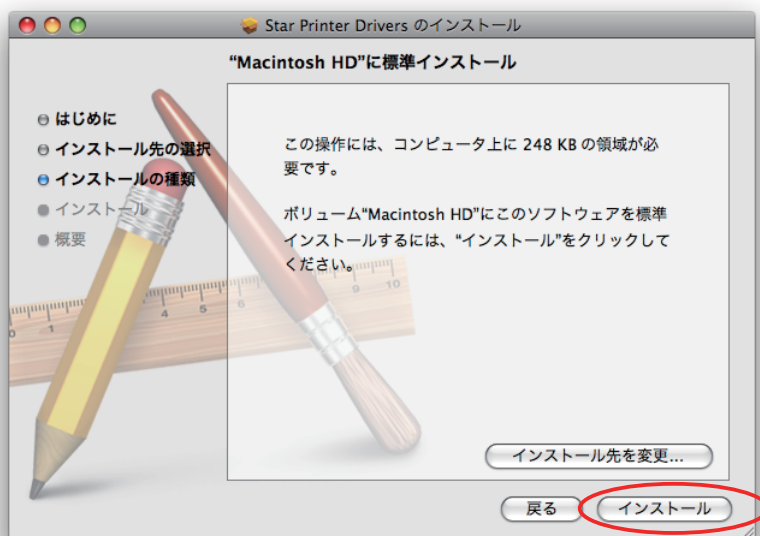 Star Printer Drivers のインストール
“Macintosh HD”に標準インストール
はじめに
インストール先の選択
インストールの種類
インストール
概要
この操作には、コンピュータ上に 248 KB の領域が必
要です。
ボリューム“Macintosh HD”にこのソフトウェアを標準
インストールするには、“インストール”をクリックして
ください。
0 1 4 5 6 9 10
インストール先を変更...
戻る インストール